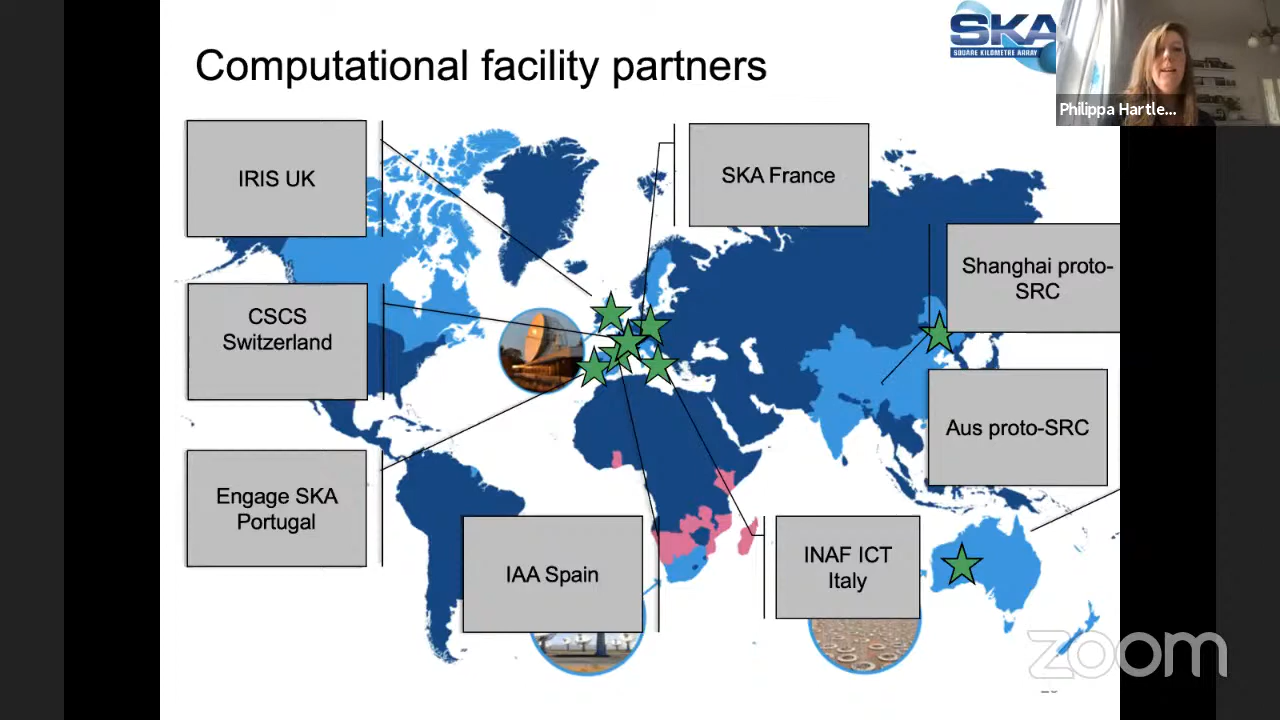 Computational facility partners
SKA
SQUARE KILOMETRE ARRAY
Philippa Hartle...
IRIS UK
SKA France
Shanghai proto-
SRC
CSCS
Switzerland
Aus proto-SRC
Engage SKA
Portugal
IAA Spain
INAF ICT
Italy
zoom